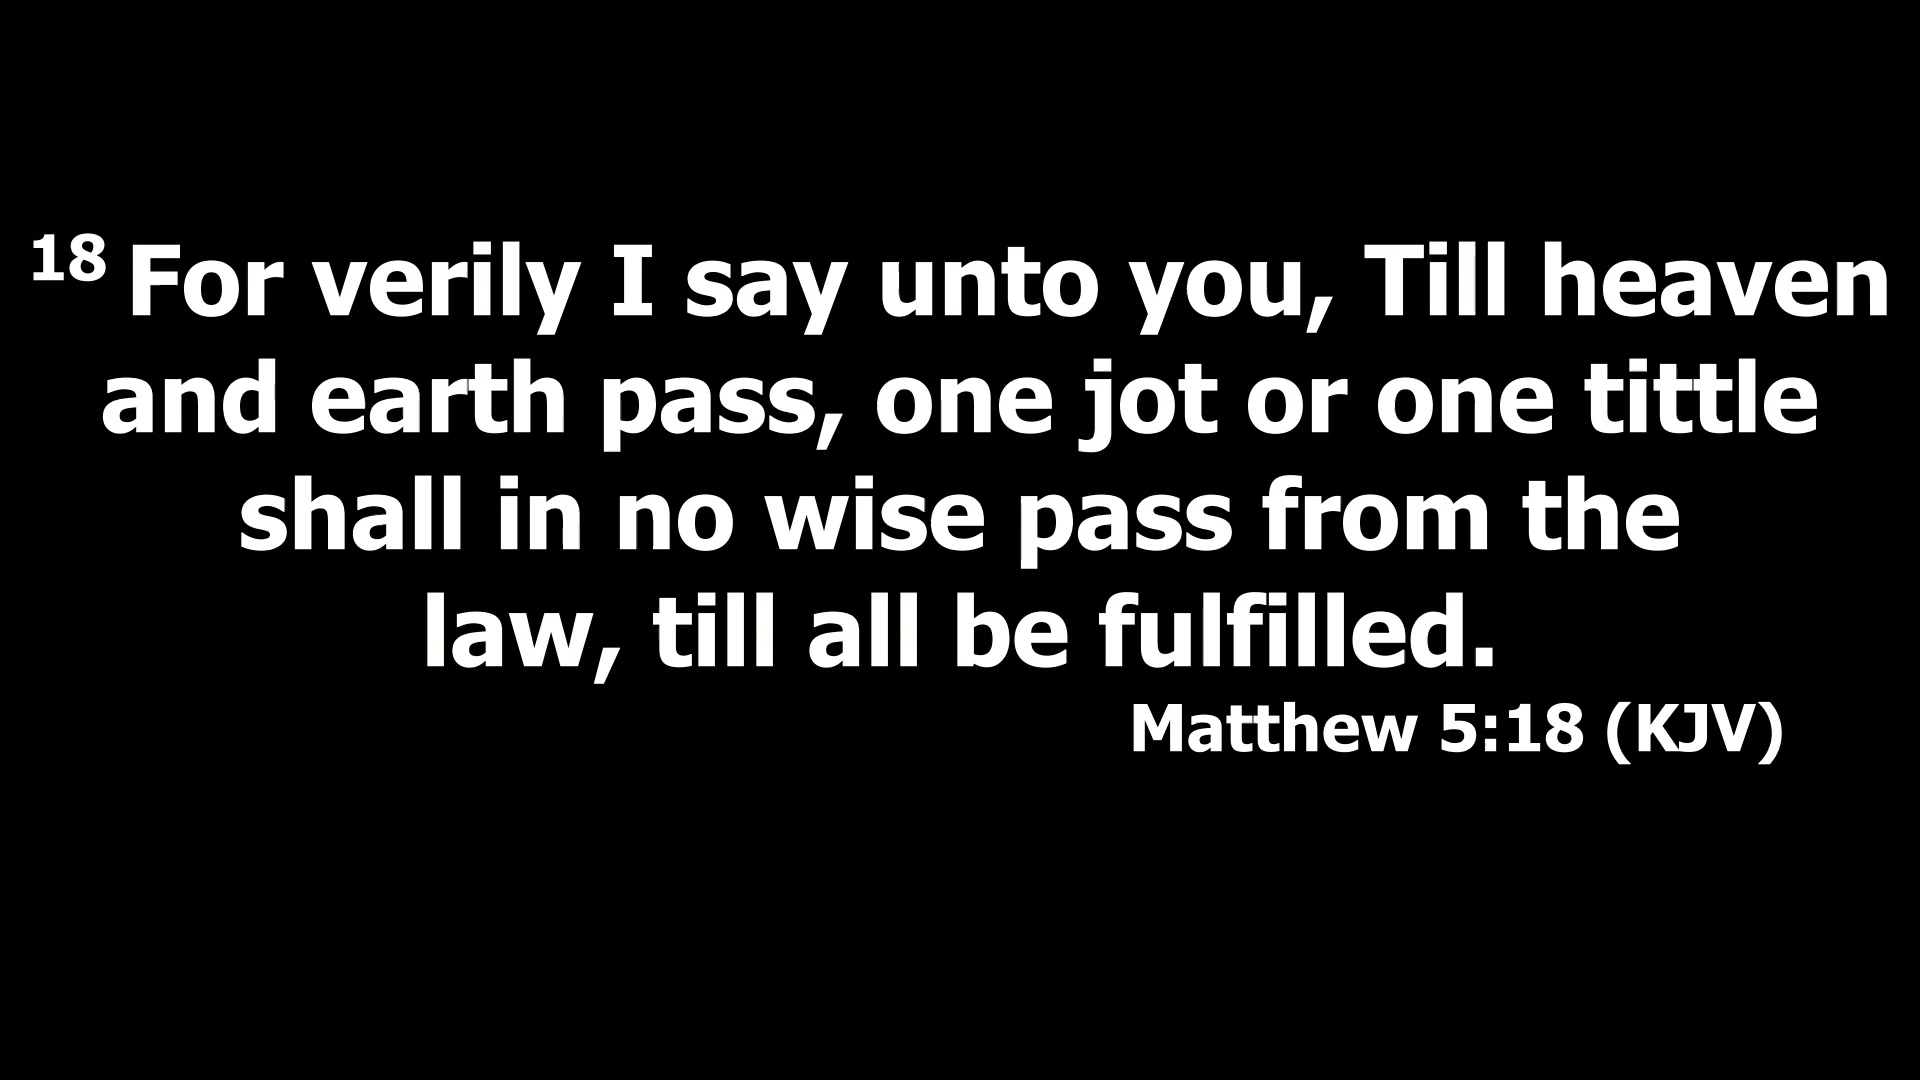 18 For verily I say unto you, Till heaven
and earth pass, one jot or one tittle
shall in no wise pass from the
law, till all be fulfilled.
Matthew 5:18 (KJV)